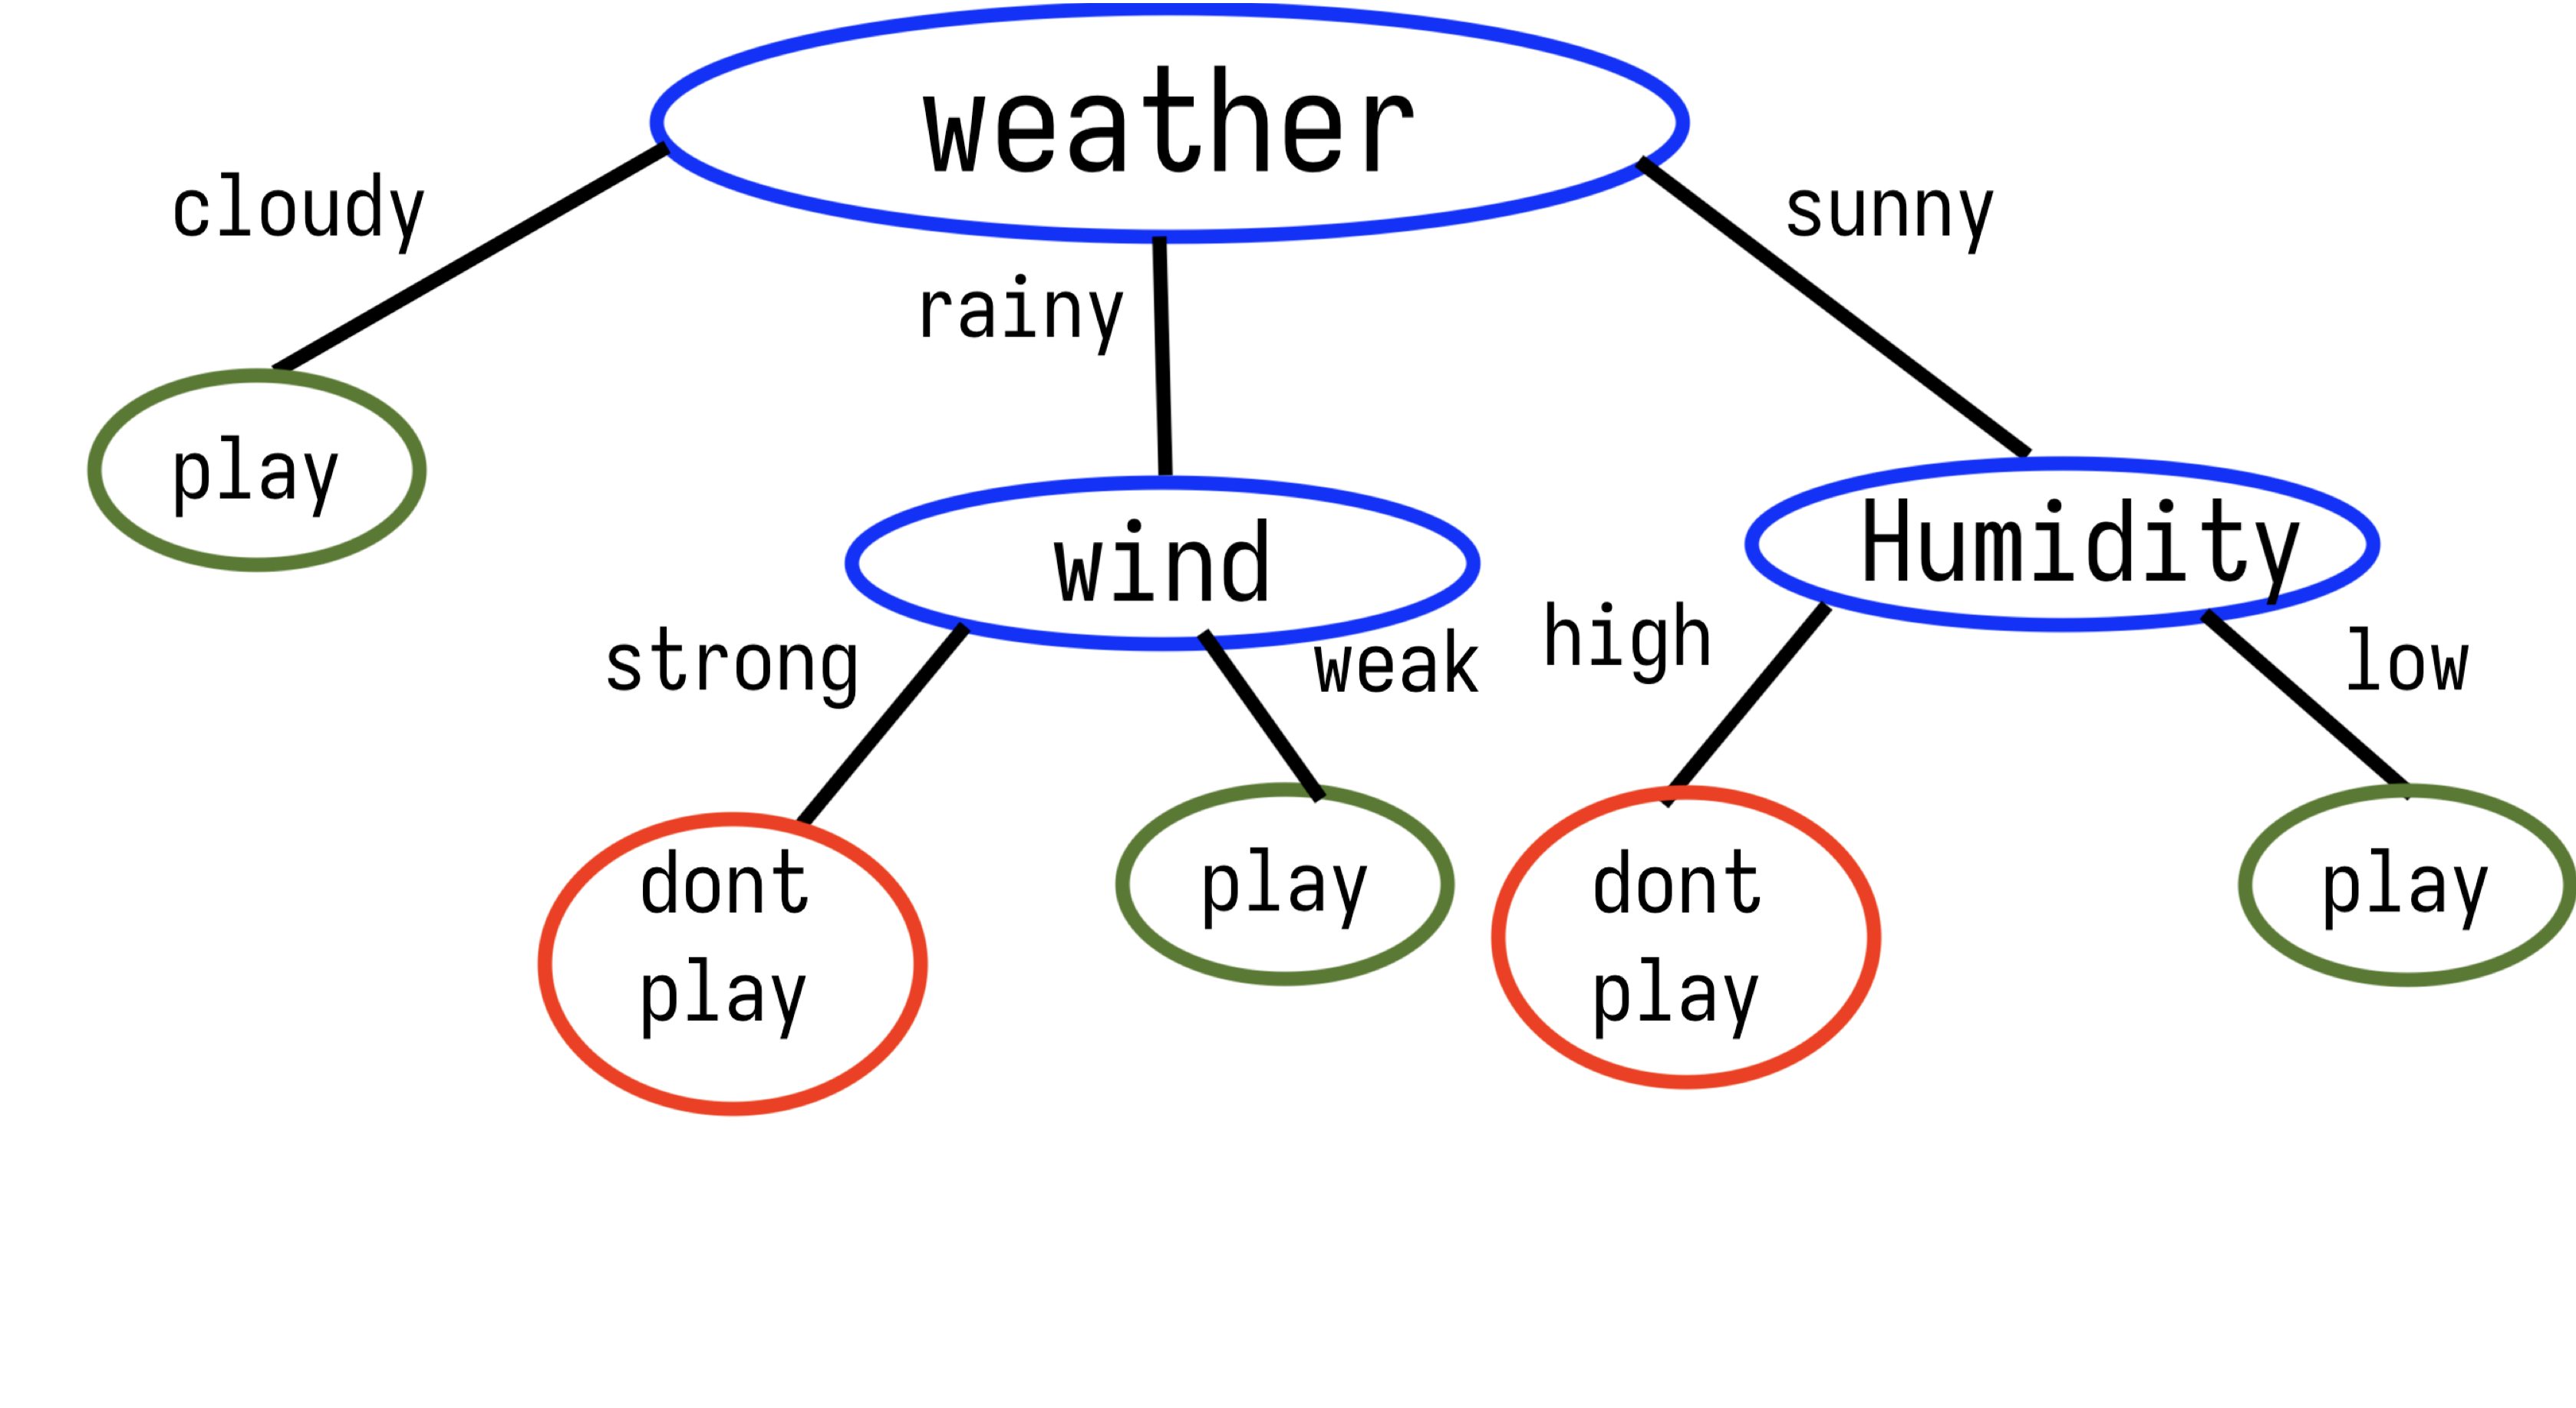 weather
cloudy
sunny
rainy
play
wind
Humidity
strong
weak
high
low
dont
play
play
dont
play
play